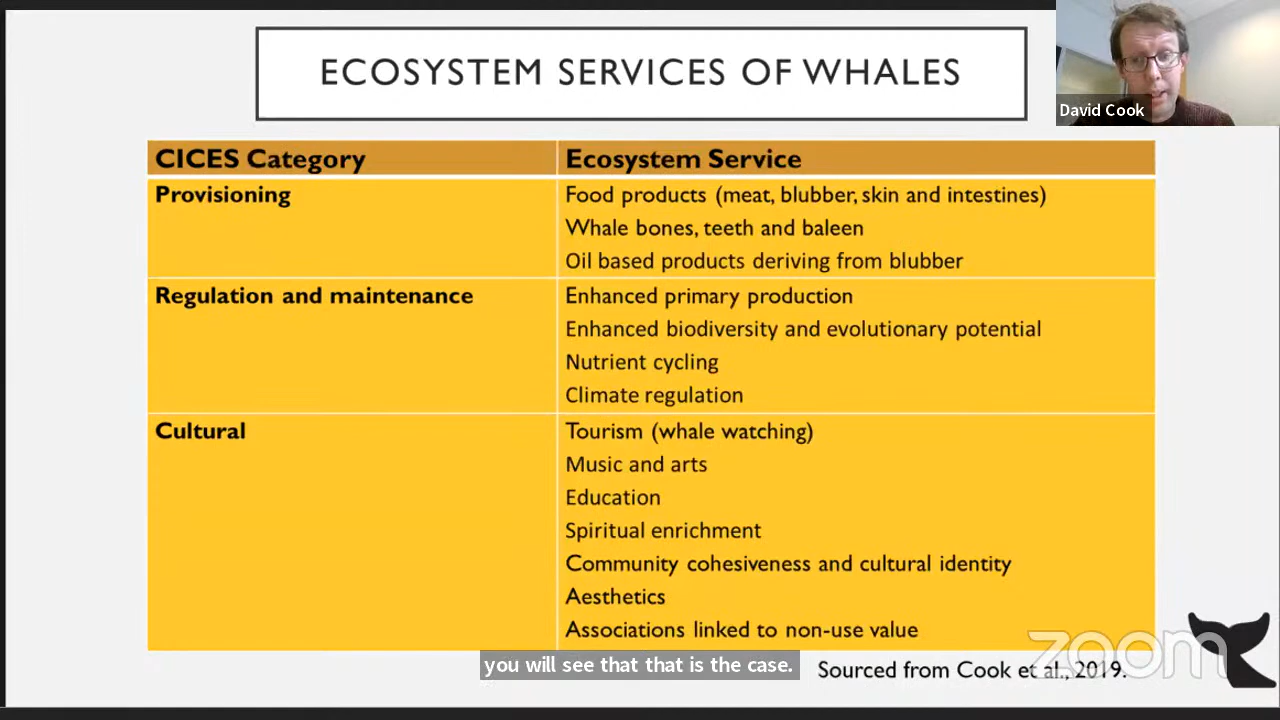 ECOSYSTEM SERVICES OF WHALES
David Cook
CICES Category
Ecosystem Service
Provisioning
Food products (meat, blubber, skin and intestines)
Whale bones, teeth and baleen
Oil based products deriving from blubber
Regulation and maintenance
Enhanced primary production
Enhanced biodiversity and evolutionary potential
Nutrient cycling
Climate regulation
Cultural
Tourism (whale watching)
Music and arts
Education
Spiritual enrichment
Community cohesiveness and cultural identity
Aesthetics
Associations linked to non-use value
zoom
you will see that that is the case.
Sourced from Cook et al., 2019.